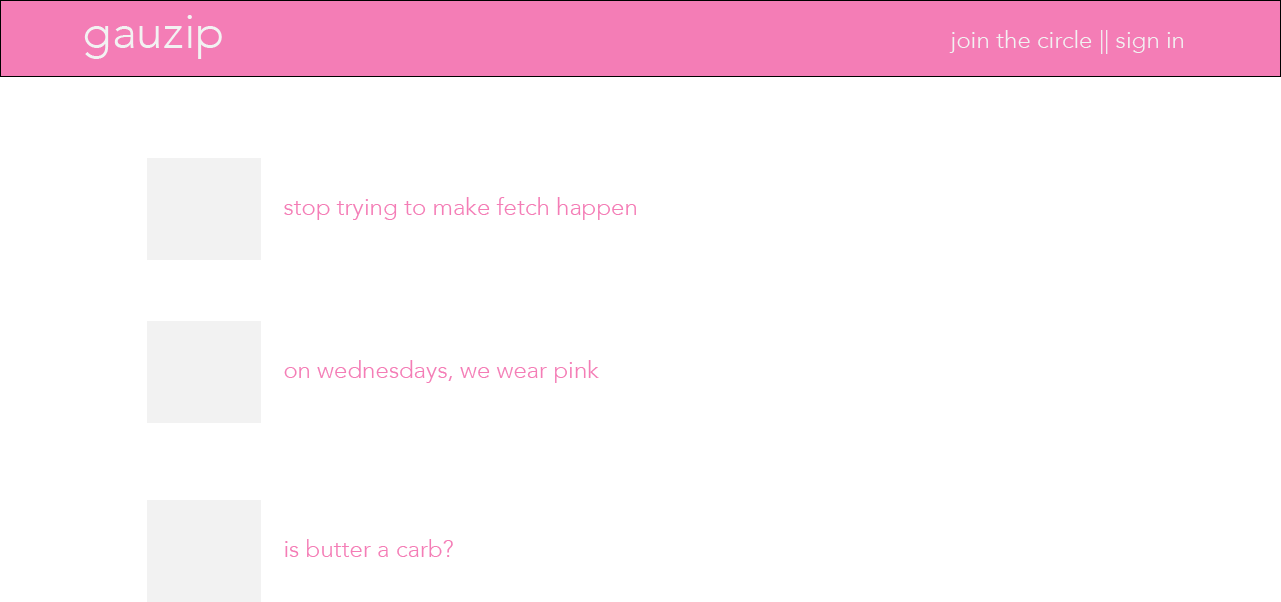 gauzip
join the circle || sign in
stop trying to make fetch happen
on wednesdays, we wear pink
is butter a carb?